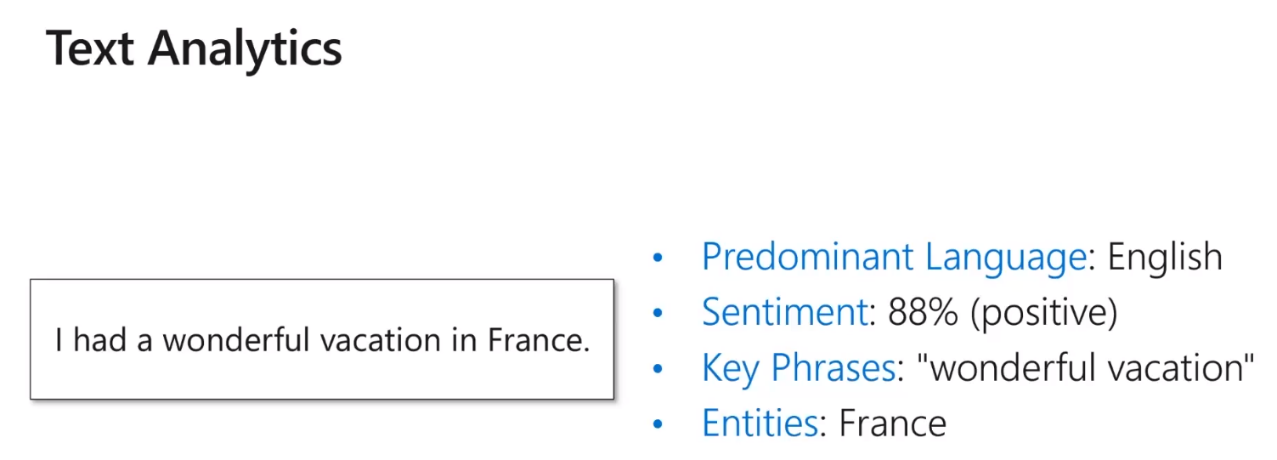 Text Analytics
I had a wonderful vacation in France.
• Predominant Language: English
• Sentiment: 88% (positive)
• Key Phrases: "wonderful vacation"
• Entities: France